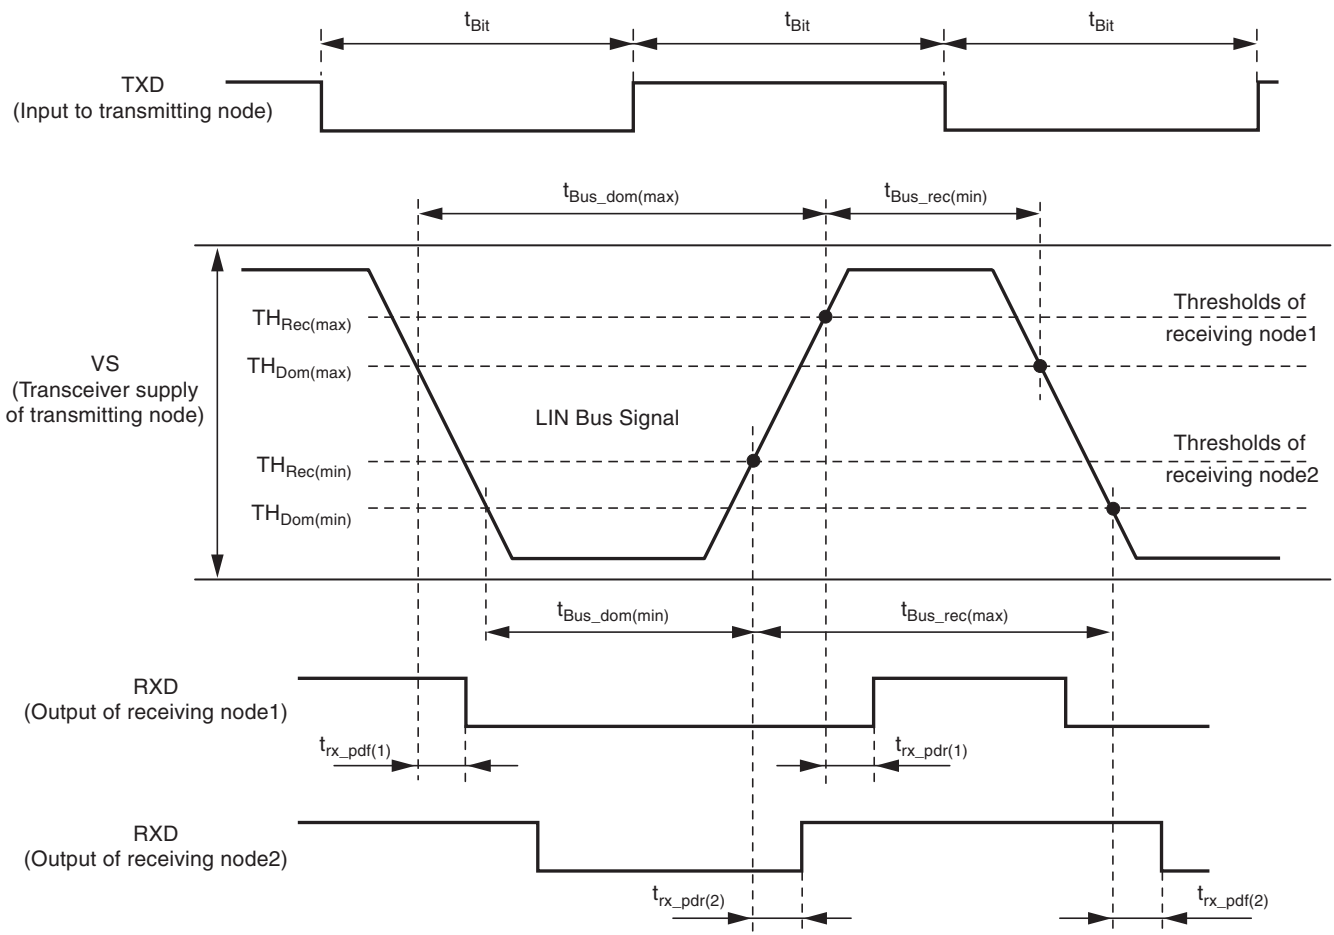 tBit tBit tBit
TXD
(Input to transmitting node)
tBus_dom(max) tBus_rec(min)
THRec(max)
Thresholds of
receiving node1
THDom(max)
VS
(Transceiver supply
of transmitting node)
LIN Bus Signal
THRec(min)
Thresholds of
receiving node2
THDom(min)
tBus_dom(min) tBus_rec(max)
RXD
(Output of receiving node1)
trx_pdf(1) trx_pdr(1)
RXD
(Output of receiving node2)
trx_pdr(2) trx_pdf(2)